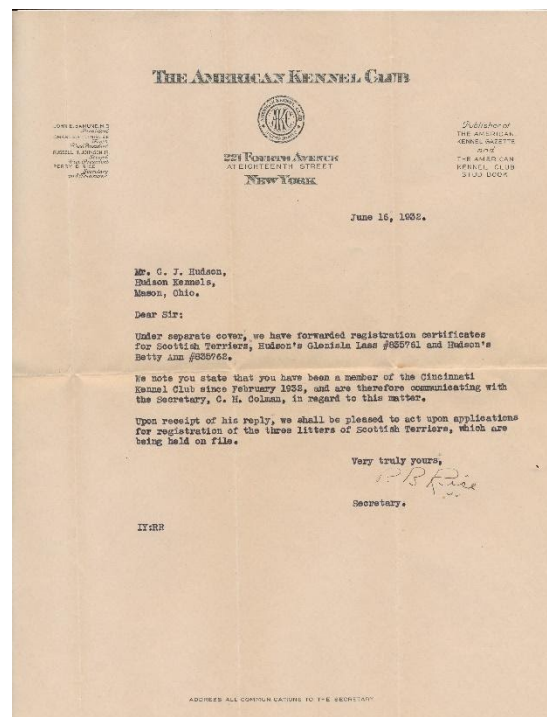 THE AMERICAN KENNEL CLUB
221 FOURTH AVENUE
AT EIGHTEENTH STREET
NEW YORK
Publisher of
THE AMERICAN
KENNEL GAZETTE
and
THE AMERICAN
KENNEL CLUB
STUD BOOK
June 16, 1932.
Mr. C. J. Hudson,
Hudson Kennels,
Mason, Ohio.
Dear Sir:
Under separate cover, we have forwarded registration certificates
for Scottish Terriers, Hudson's Gleniala Lass #835761 and Hudson's
Betty Ann #835762.
We note you state that you have been a member of the Cincinnati
Kennel Club since February 1932, and are therefore communicating with
the Secretary, C. H. Colman, in regard to this matter.
Upon receipt of his reply, we shall be pleased to act upon applications
for registration of the three litters of Scottish Terriers, which are
being held on file.
Very truly yours,
P B Rice
Secretary.
IY:RR
ADDRESS ALL COMMUNICATIONS TO THE SECRETARY